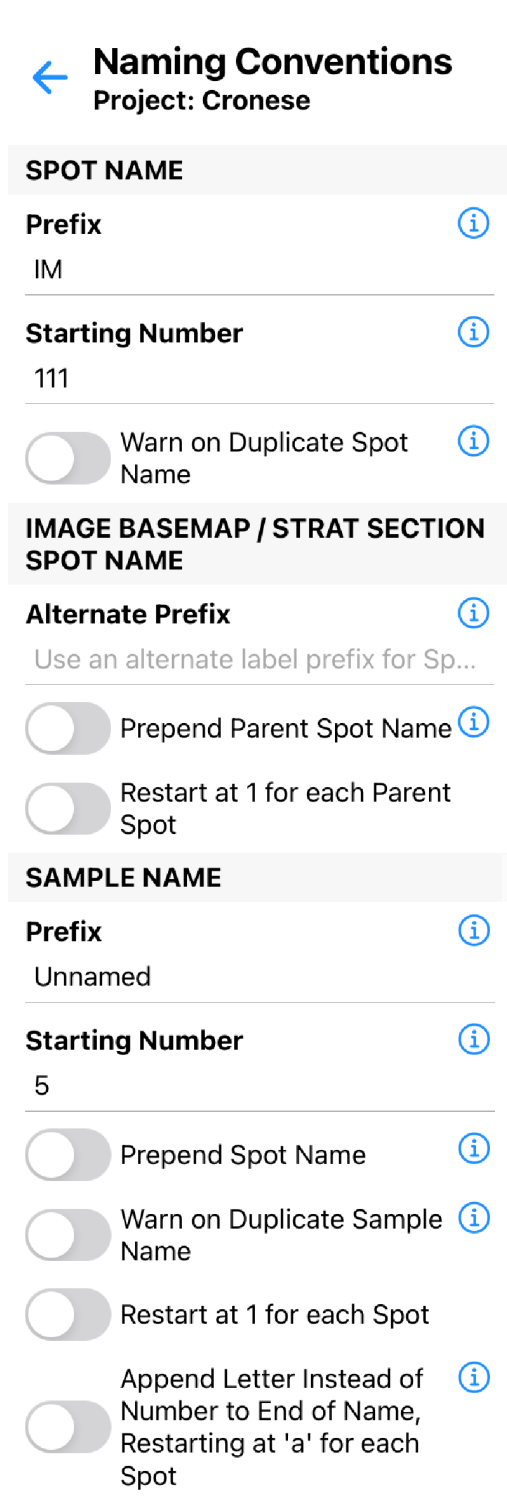 Naming Conventions
Project: Cronese
SPOT NAME
Prefix
IM
Starting Number
111
Warn on Duplicate Spot
Name
IMAGE BASEMAP / STRAT SECTION
SPOT NAME
Alternate Prefix
Use an alternate label prefix for Sp...
Prepend Parent Spot Name
Restart at 1 for each Parent
Spot
SAMPLE NAME
Prefix
Unnamed
Starting Number
5
Prepend Spot Name
Warn on Duplicate Sample
Name
Restart at 1 for each Spot
Append Letter Instead of
Number to End of Name,
Restarting at 'a' for each
Spot